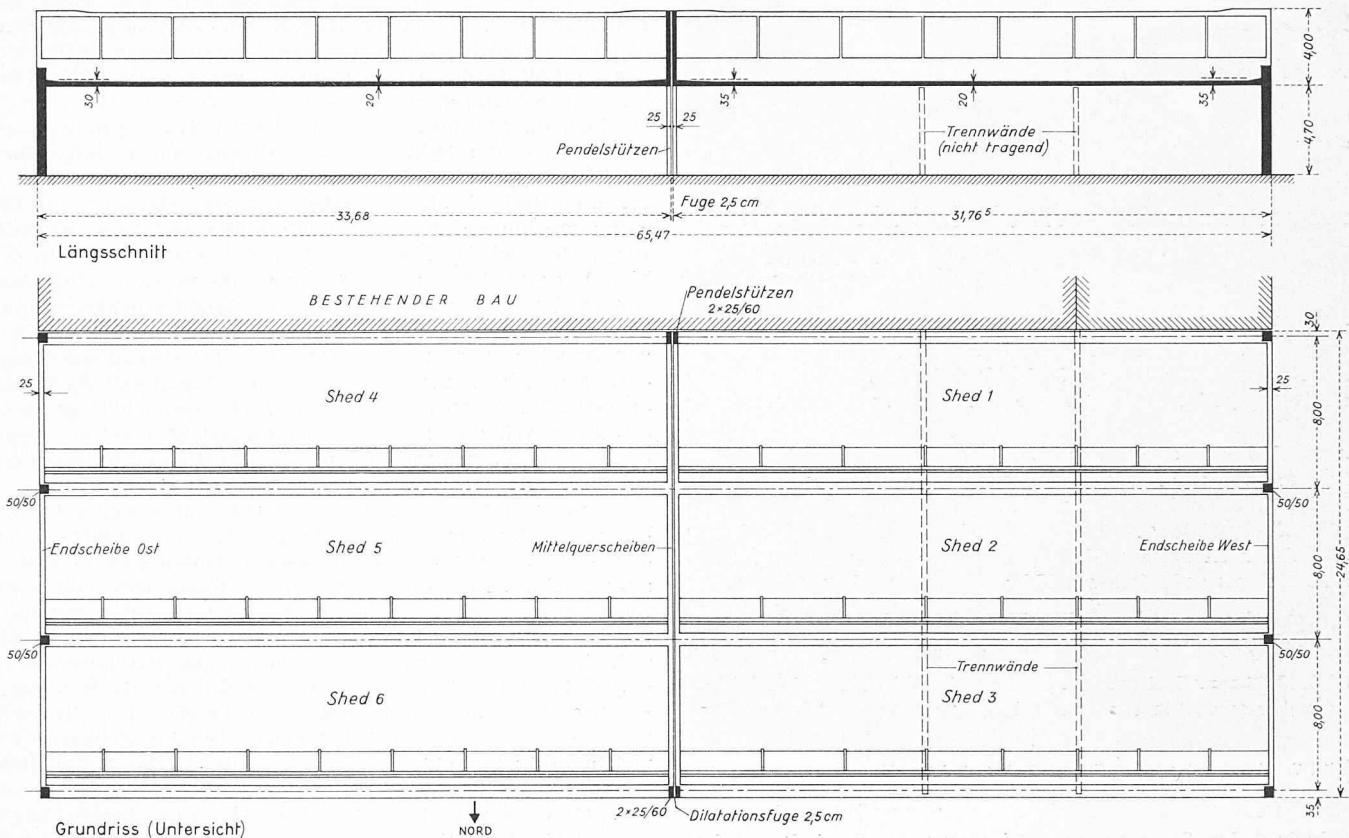 4,00
30
20
35
20
35
25 25
Pendelstützen
Trennwände
(nicht tragend)
4,70
Fuge 2,5 cm
33,68
31,76⁵
65,47
Längsschnitt
BESTEHENDER BAU
Pendelstützen
2×25/60
30
25
Shed 4
Shed 1
25
8,00
50/50
50/50
Endscheibe Ost
Shed 5
Mittelquerscheiben
Shed 2
Endscheibe West
8,00
24,65
50/50
50/50
Trennwände
Shed 6
Shed 3
8,00
2×25/60
Dilatationsfuge 2,5 cm
35
Grundriss (Untersicht)
NORD